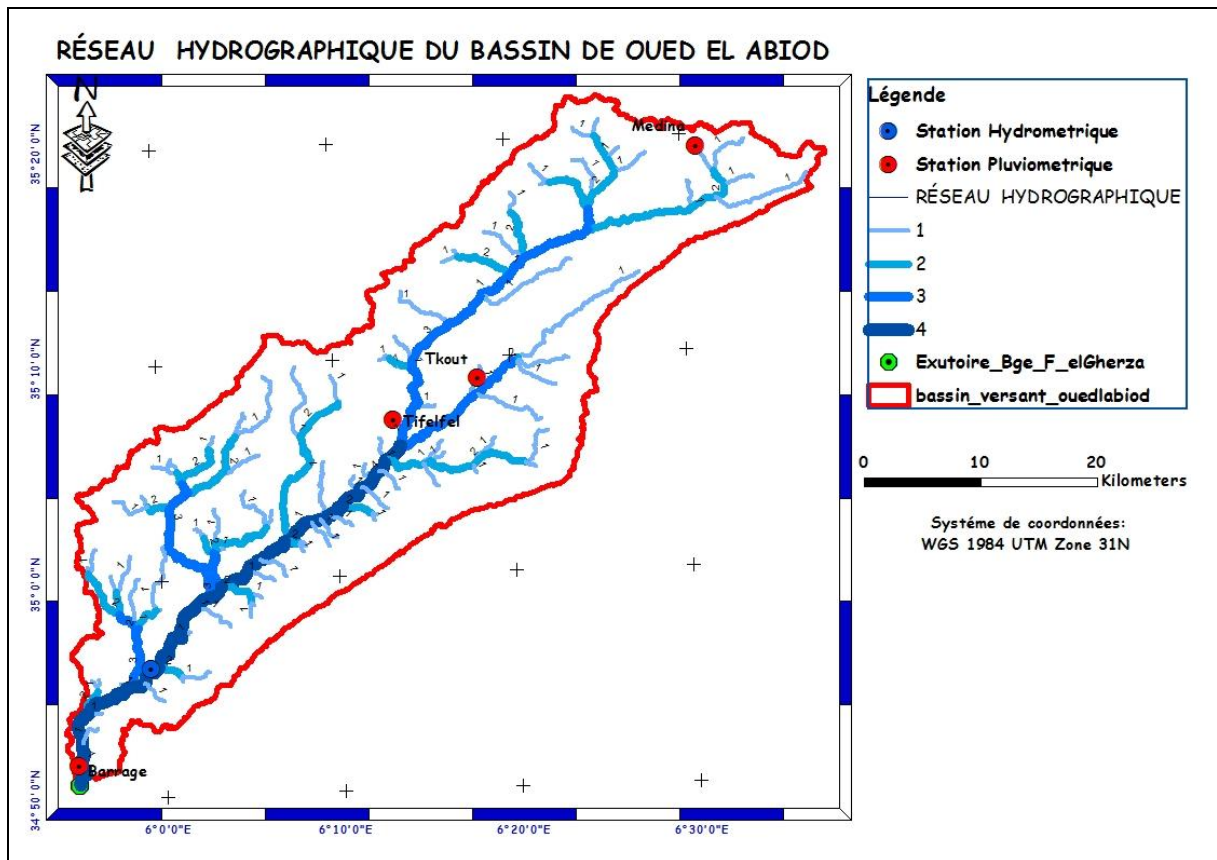 RÉSEAU HYDROGRAPHIQUE DU BASSIN DE OUED EL ABIOD
N
Légende
Station Hydrometrique
Station Pluviometrique
RÉSEAU HYDROGRAPHIQUE
1
2
3
4
Exutoire_Bge_F_elGherza
bassin_versant_ouedlabiod
0 10 20
Kilometers
Systéme de coordonnées:
WGS 1984 UTM Zone 31N
35°20'0"N
35°10'0"N
35°0'0"N
34°50'0"N
Medina
Tkout
Tifelfel
Barrage
6°0'0"E 6°10'0"E 6°20'0"E 6°30'0"E